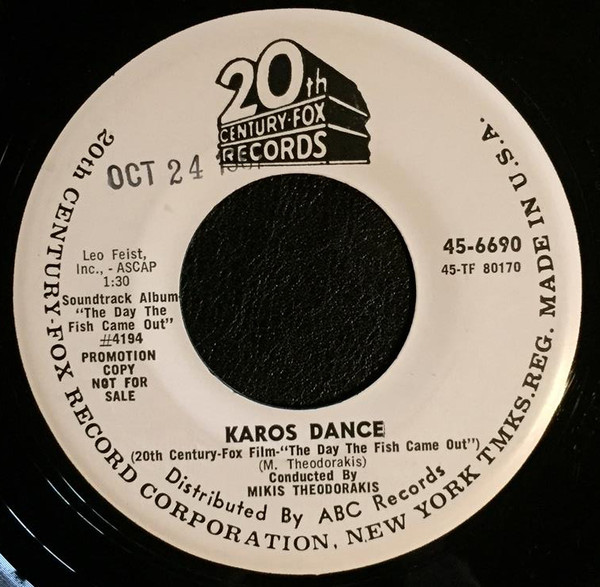 20th
CENTURY-FOX
RECORDS
OCT 24
45-6690
45-TF 80170
Leo Feist,
Inc., - ASCAP
1:30
Soundtrack Album
"The Day The
Fish Came Out"
#4194
PROMOTION
COPY
NOT FOR
SALE
KAROS DANCE
(20th Century-Fox Film-"The Day The Fish Came Out")
(M. Theodorakis)
Conducted By
MIKIS THEODORAKIS
Distributed By ABC Records
20th CENTURY-FOX RECORD CORPORATION, NEW YORK TMKS.REG. MADE IN U.S.A.